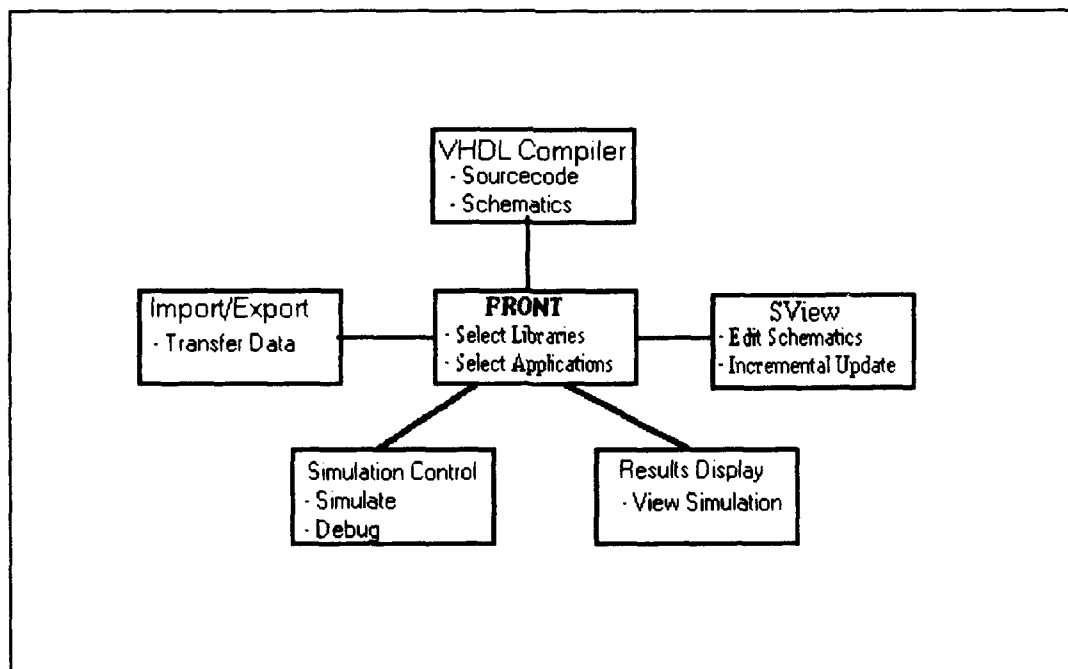 VHDL Compiler
- Sourcecode
- Schematics
Import/Export
- Transfer Data
FRONT
- Select Libraries
- Select Applications
SView
- Edit Schematics
- Incremental Update
Simulation Control
- Simulate
- Debug
Results Display
- View Simulation